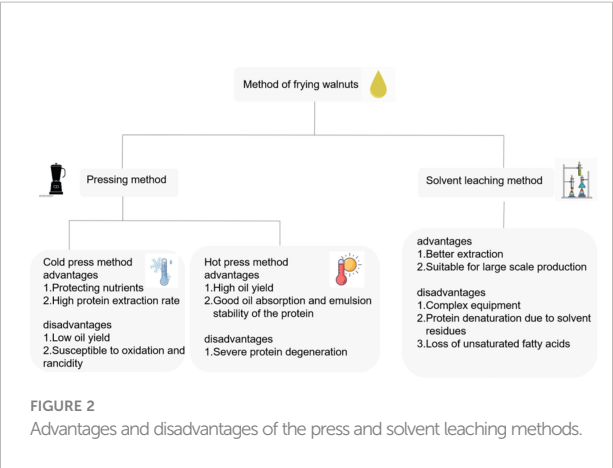 Method of frying walnuts
Pressing method
Solvent leaching method
Cold press method
advantages
1.Protecting nutrients
2.High protein extraction rate
disadvantages
1.Low oil yield
2.Susceptible to oxidation and
rancidity
Hot press method
advantages
1.High oil yield
2.Good oil absorption and emulsion
stability of the protein
disadvantages
1.Severe protein degeneration
advantages
1.Better extraction
2.Suitable for large scale production
disadvantages
1.Complex equipment
2.Protein denaturation due to solvent
residues
3.Loss of unsaturated fatty acids
FIGURE 2
Advantages and disadvantages of the press and solvent leaching methods.